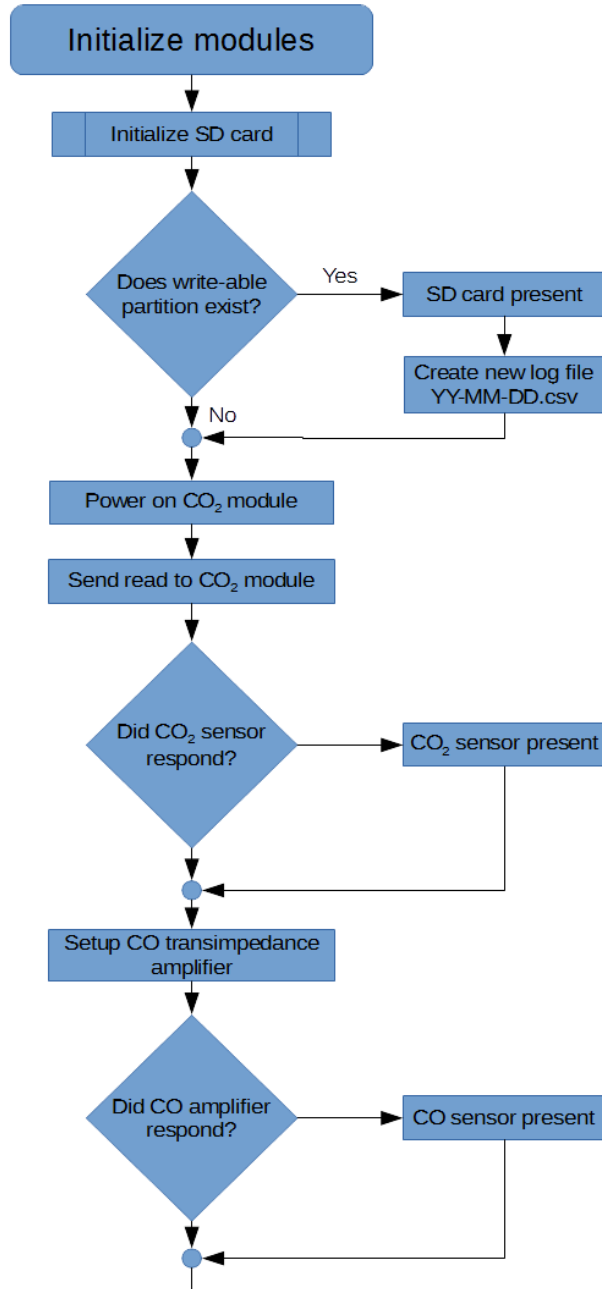 Initialize modules
Initialize SD card
Does write-able
partition exist?
Yes
SD card present
Create new log file
YY-MM-DD.csv
No
Power on CO₂ module
Send read to CO₂ module
Did CO₂ sensor
respond?
CO₂ sensor present
Setup CO transimpedance
amplifier
Did CO amplifier
respond?
CO sensor present